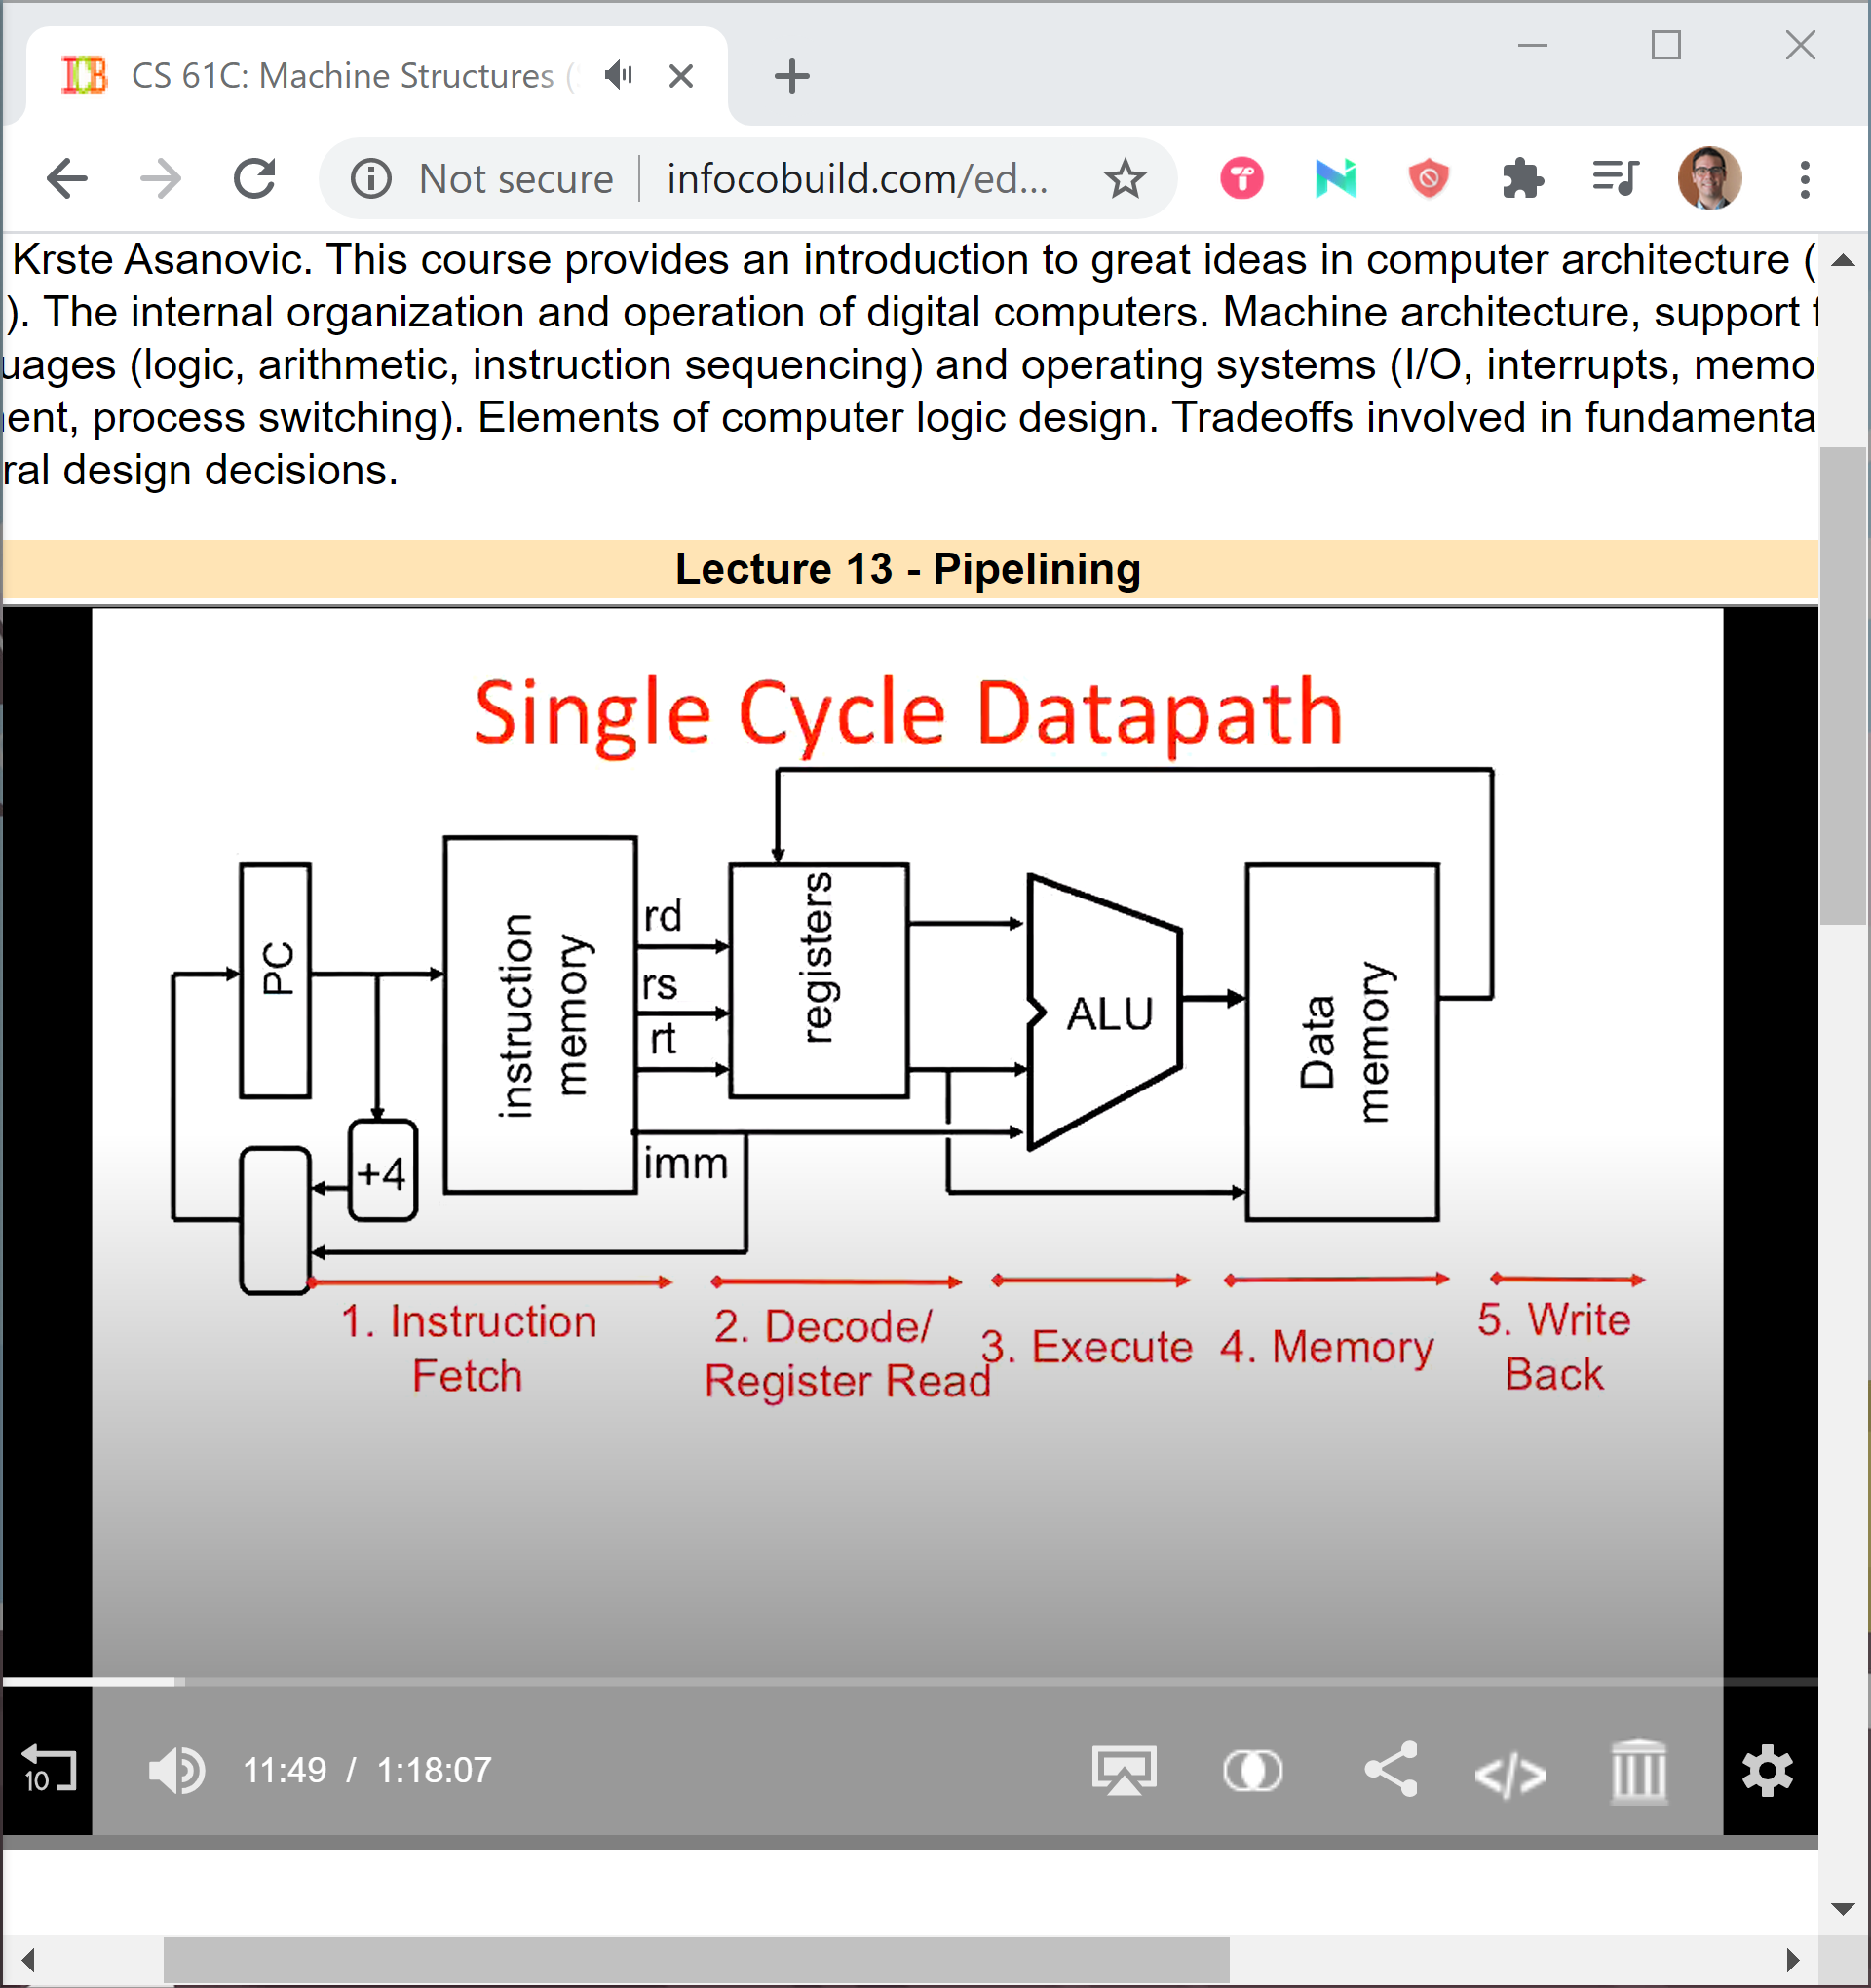 CS 61C: Machine Structures (
Not secure infocobuild.com/ed...
Krste Asanovic. This course provides an introduction to great ideas in computer architecture (
). The internal organization and operation of digital computers. Machine architecture, support f
uages (logic, arithmetic, instruction sequencing) and operating systems (I/O, interrupts, memo
ent, process switching). Elements of computer logic design. Tradeoffs involved in fundamenta
ral design decisions.
Lecture 13 - Pipelining
Single Cycle Datapath
PC
+4
instruction
memory
rd
rs
rt
imm
registers
ALU
Data
memory
1. Instruction
Fetch
2. Decode/
Register Read
3. Execute
4. Memory
5. Write
Back
10
11:49 / 1:18:07